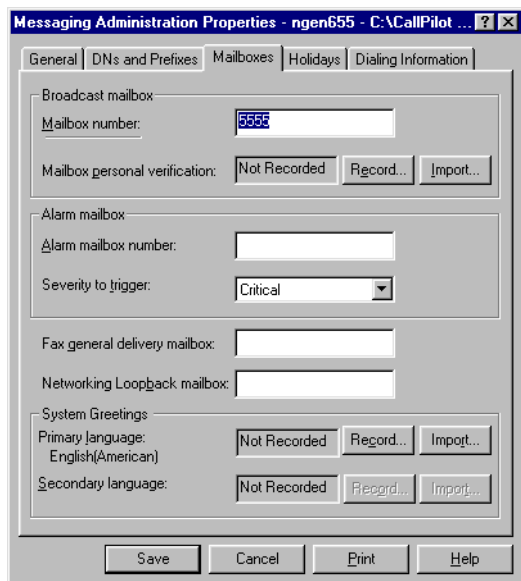 Messaging Administration Properties - ngen655 - C:\CallPilot ... ? X
General DNs and Prefixes Mailboxes Holidays Dialing Information
Broadcast mailbox
Mailbox number: 5555
Mailbox personal verification: Not Recorded Record... Import...
Alarm mailbox
Alarm mailbox number:
Severity to trigger: Critical
Fax general delivery mailbox:
Networking Loopback mailbox:
System Greetings
Primary language: Not Recorded Record... Import...
English(American)
Secondary language: Not Recorded Record... Import...
Save Cancel Print Help